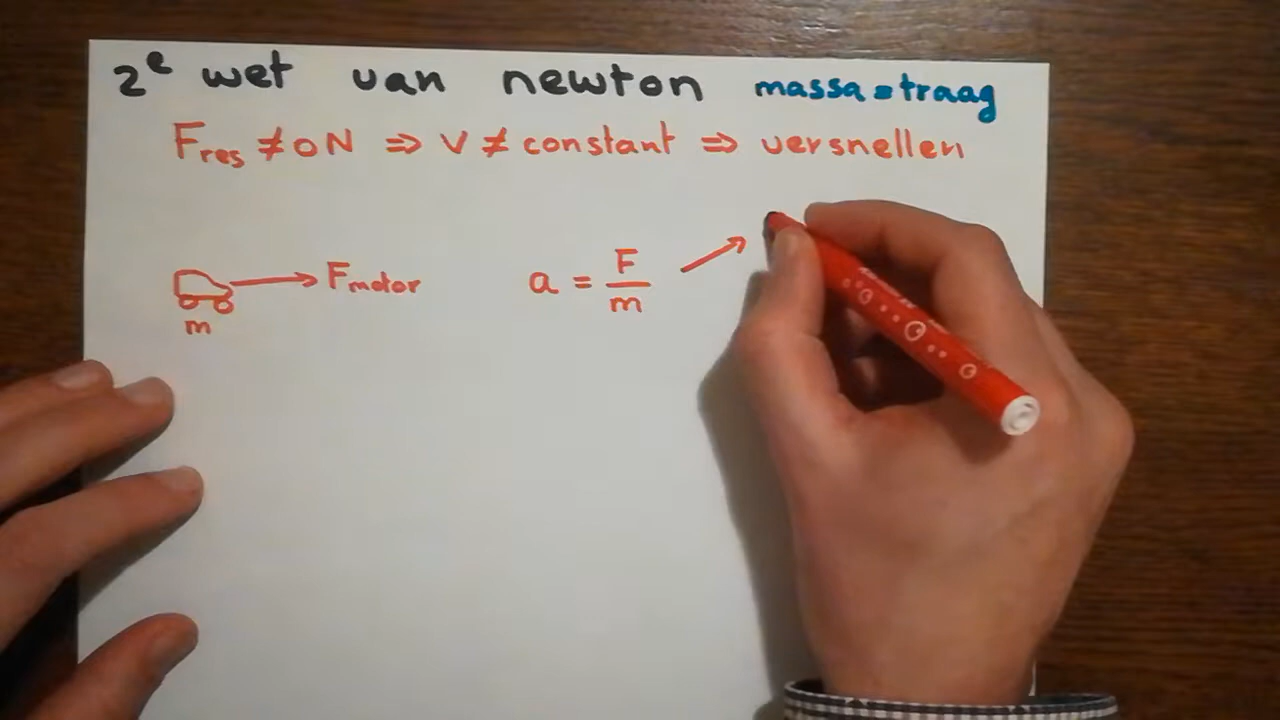 2e wet van newton massa = traag
Fres ≠ 0N ⇒ v ≠ constant ⇒ versnellen
→ Fmotor
m
a = F/m ↗